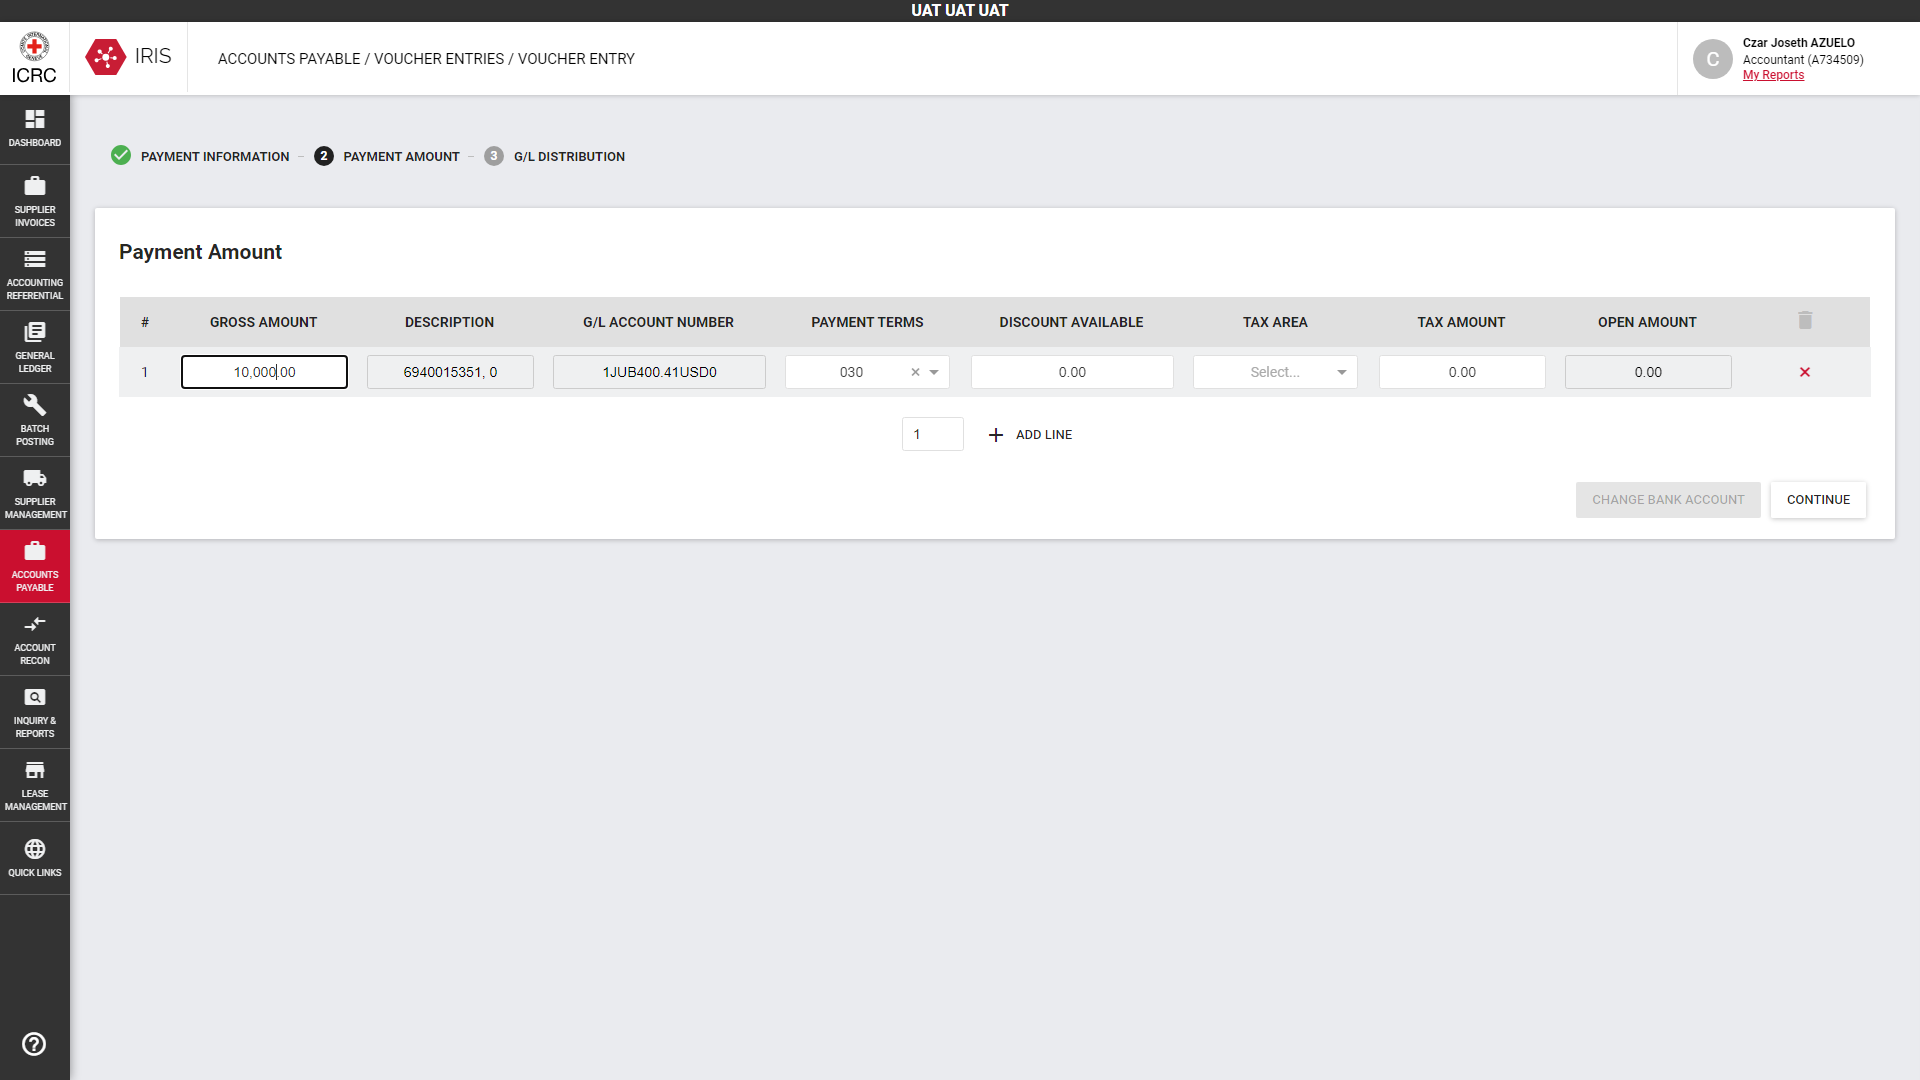 UAT UAT UAT
ICRC
IRIS
ACCOUNTS PAYABLE / VOUCHER ENTRIES / VOUCHER ENTRY
C
Czar Joseth AZUELO
Accountant (A734509)
My Reports
DASHBOARD
SUPPLIER
INVOICES
ACCOUNTING
REFERENTIAL
GENERAL
LEDGER
BATCH
POSTING
SUPPLIER
MANAGEMENT
ACCOUNTS
PAYABLE
ACCOUNT
RECON
INQUIRY &
REPORTS
LEASE
MANAGEMENT
QUICK LINKS
PAYMENT INFORMATION
2 PAYMENT AMOUNT
3 G/L DISTRIBUTION
Payment Amount
# GROSS AMOUNT DESCRIPTION G/L ACCOUNT NUMBER PAYMENT TERMS DISCOUNT AVAILABLE TAX AREA TAX AMOUNT OPEN AMOUNT
1 10,000.00 6940015351, 0 1JUB400.41USD0 030 0.00 Select... 0.00 0.00
1 ADD LINE
CHANGE BANK ACCOUNT CONTINUE